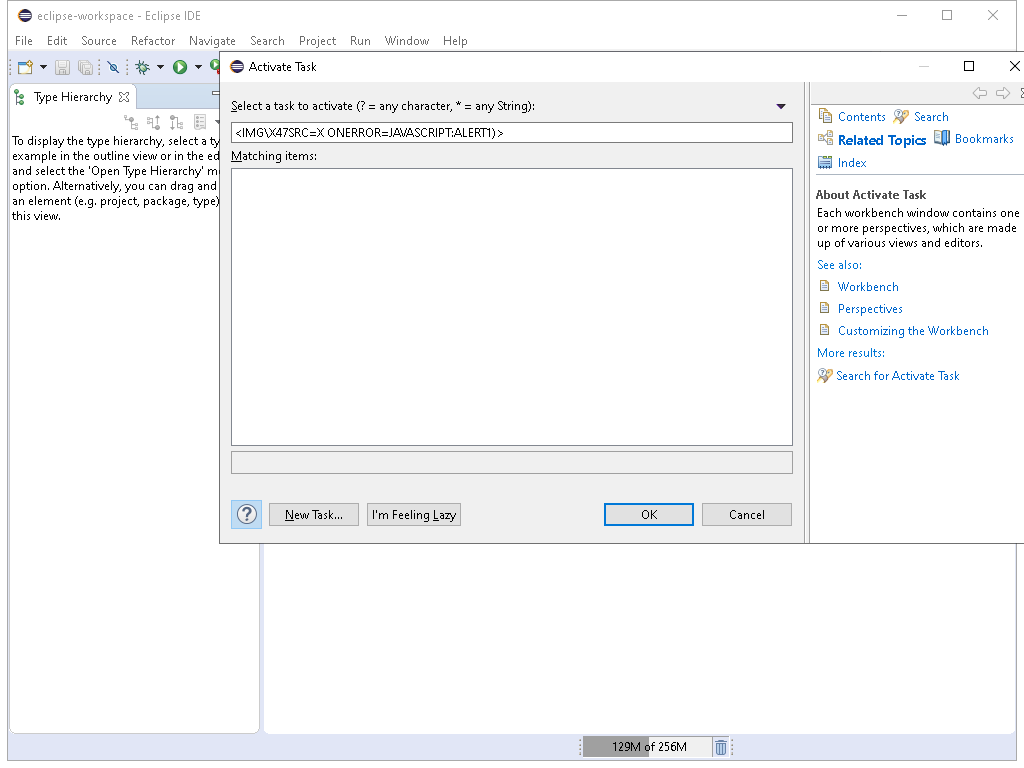 eclipse-workspace - Eclipse IDE
File Edit Source Refactor Navigate Search Project Run Window Help
Activate Task
Type Hierarchy
To display the type hierarchy, select a ty
example in the outline view or in the ed
and select the 'Open Type Hierarchy' m
option. Alternatively, you can drag and
an element (e.g. project, package, type)
this view.
Select a task to activate (? = any character, * = any String):
<IMG\X47SRC=X ONERROR=JAVASCRIPT:ALERT1)>
Matching items:
New Task... I'm Feeling Lazy OK Cancel
Contents Search
Related Topics Bookmarks
Index
About Activate Task
Each workbench window contains one
or more perspectives, which are made
up of various views and editors.
See also:
Workbench
Perspectives
Customizing the Workbench
More results:
Search for Activate Task
129M of 256M